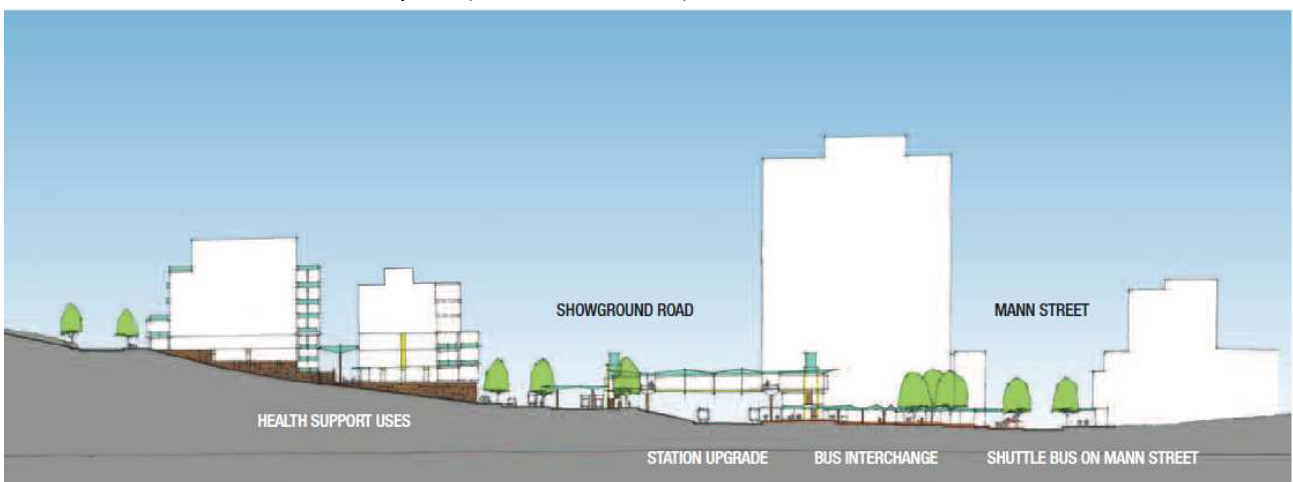 SHOWGROUND ROAD
MANN STREET
HEALTH SUPPORT USES
STATION UPGRADE
BUS INTERCHANGE
SHUTTLE BUS ON MANN STREET